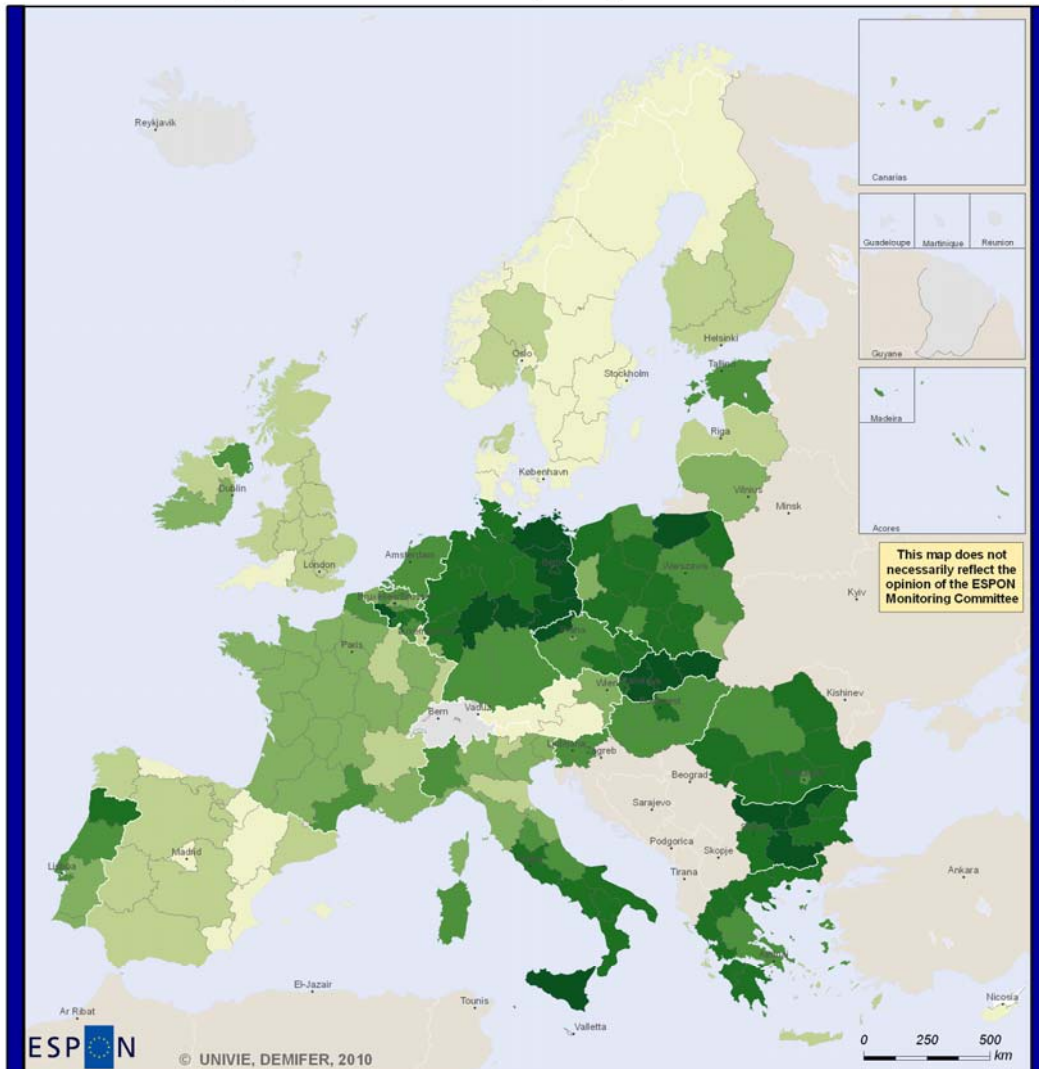 Reykjavik
Canarias
Guadeloupe
Martinique
Réunion
Guyane
Helsinki
Oslo
Tallinn
Stockholm
Madeira
Riga
København
Dublin
Vilnius
Minsk
Acores
Amsterdam
London
Warszawa
This map does not
necessarily reflect the
opinion of the ESPON
Monitoring Committee
Kyiv
Paris
Wien
Kishinev
Bern
Vaduz
Zagreb
Beograd
Sarajevo
Podgorica
Skopje
Madrid
Tirana
Ankara
El-Jazair
Tounis
Nicosia
Ar Ribat
Valletta
ESPON
© UNIVIE, DEMIFER, 2010
0 250 500
km